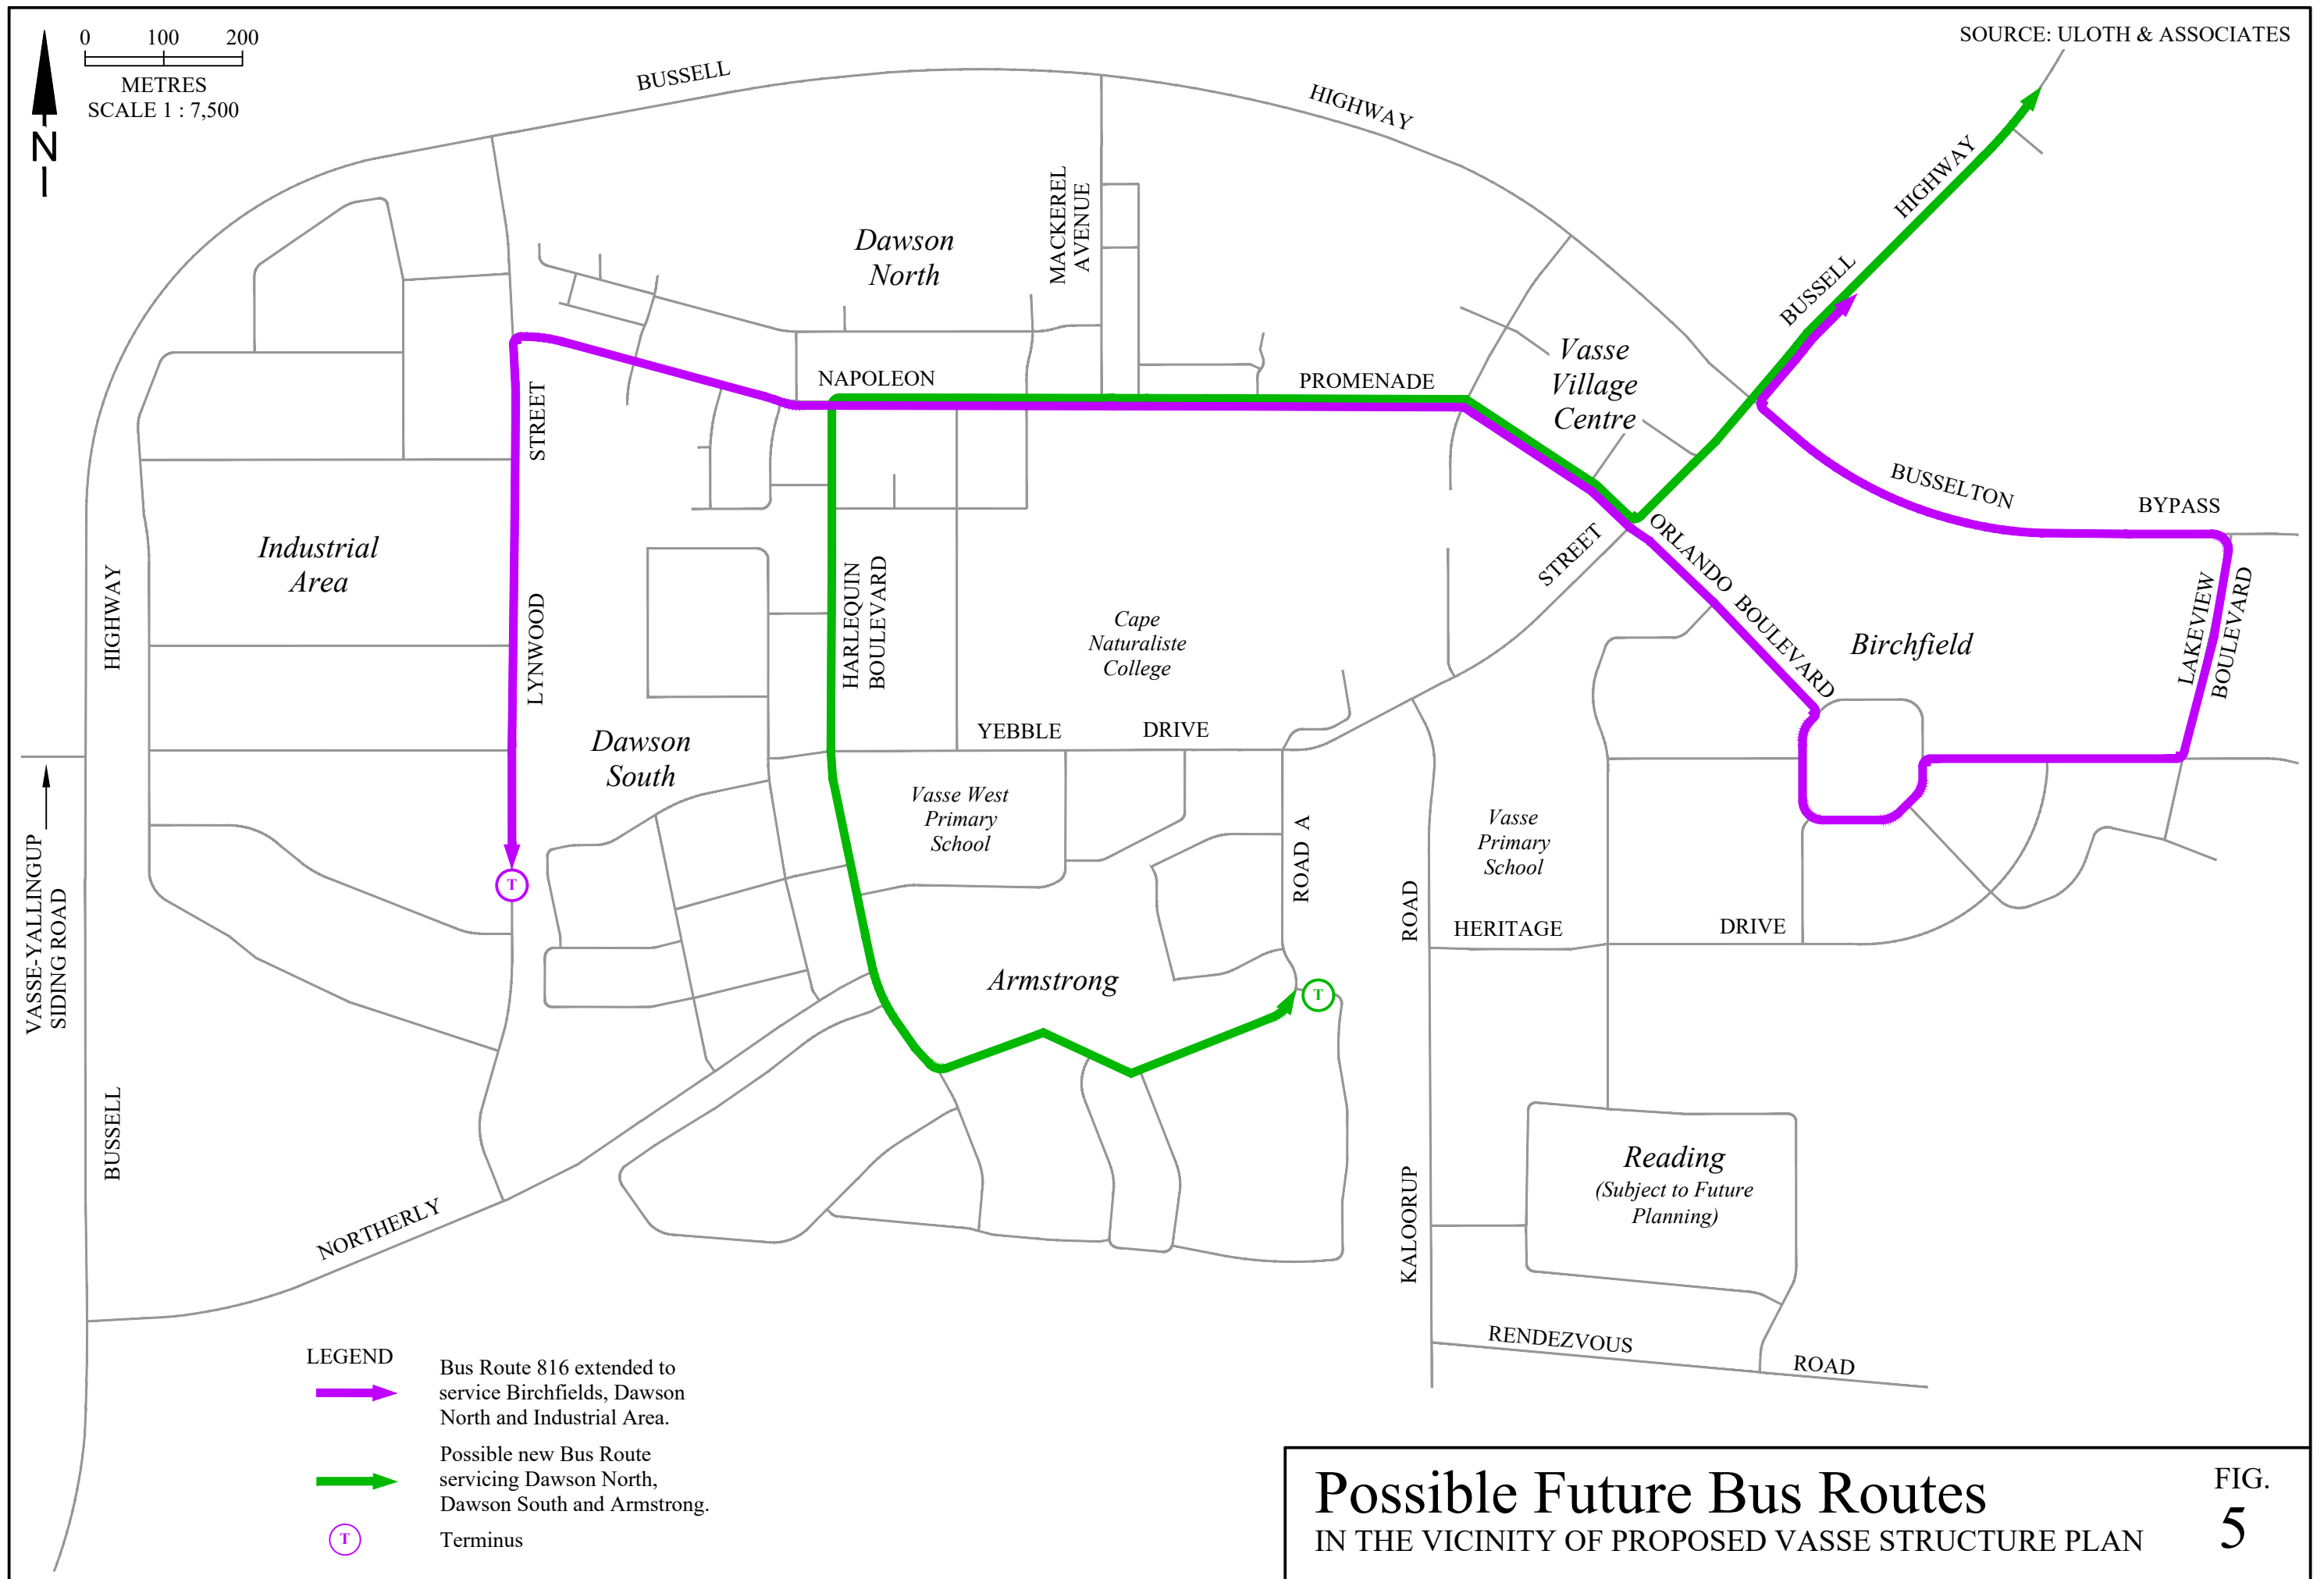 0 100 200
METRES
SCALE 1 : 7,500
N
SOURCE: ULOTH & ASSOCIATES
BUSSELL
HIGHWAY
MACKEREL
AVENUE
Dawson
North
HIGHWAY
BUSSELL
Vasse
Village
Centre
NAPOLEON
PROMENADE
STREET
BUSSELTON
BYPASS
Industrial
Area
HIGHWAY
LYNWOOD
HARLEQUIN
BOULEVARD
STREET
ORLANDO BOULEVARD
Cape
Naturaliste
College
Birchfield
LAKEVIEW
BOULEVARD
Dawson
South
YEBBLE
DRIVE
Vasse West
Primary
School
ROAD A
Vasse
Primary
School
VASSE-YALLINGUP
SIDING ROAD
T
ROAD
HERITAGE
DRIVE
Armstrong
T
BUSSELL
NORTHERLY
KALOORUP
Reading
(Subject to Future
Planning)
RENDEZVOUS
ROAD
LEGEND
Bus Route 816 extended to
service Birchfields, Dawson
North and Industrial Area.
Possible new Bus Route
servicing Dawson North,
Dawson South and Armstrong.
T
Terminus
Possible Future Bus Routes
IN THE VICINITY OF PROPOSED VASSE STRUCTURE PLAN
FIG.
5